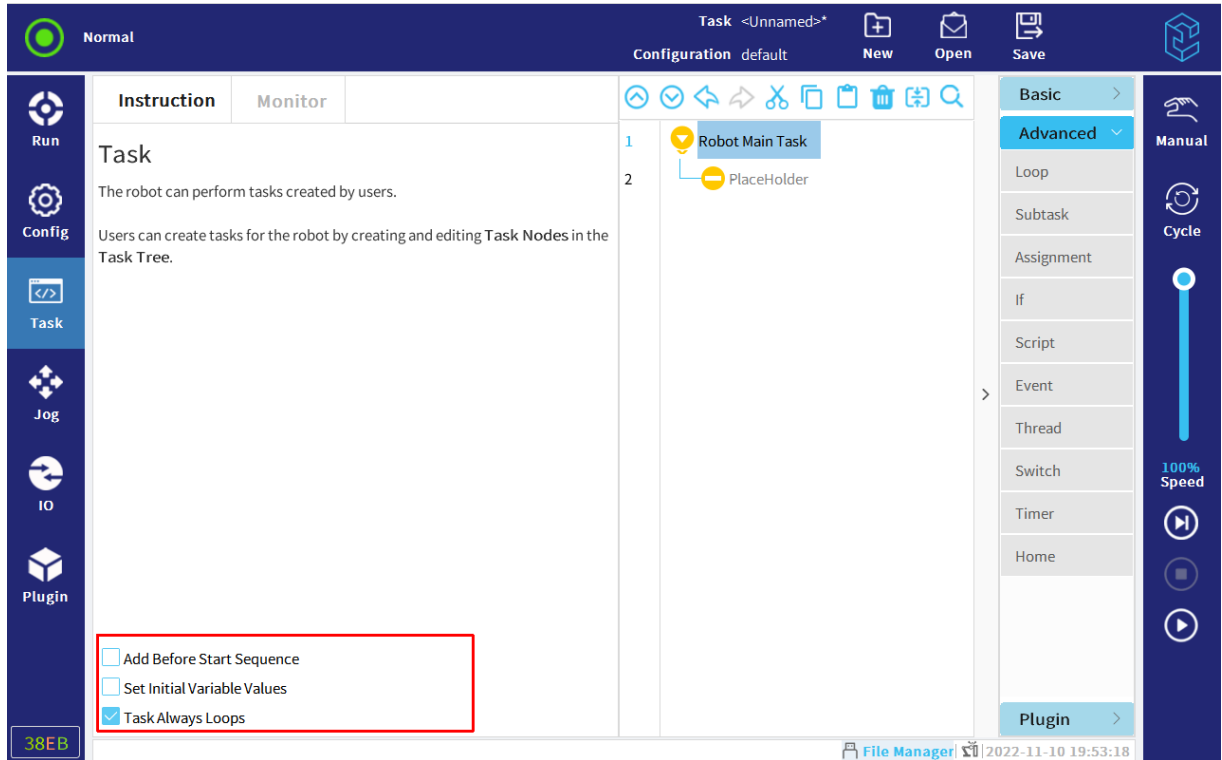 Normal
Task <Unnamed>*
Configuration default
New
Open
Save
Run
Config
Task
Jog
IO
Plugin
38EB
Instruction
Monitor
Task
The robot can perform tasks created by users.
Users can create tasks for the robot by creating and editing Task Nodes in the
Task Tree.
Add Before Start Sequence
Set Initial Variable Values
Task Always Loops
1 Robot Main Task
2 PlaceHolder
Basic
Advanced
Loop
Subtask
Assignment
If
Script
Event
Thread
Switch
Timer
Home
Plugin
Manual
Cycle
100%
Speed
File Manager 2022-11-10 19:53:18